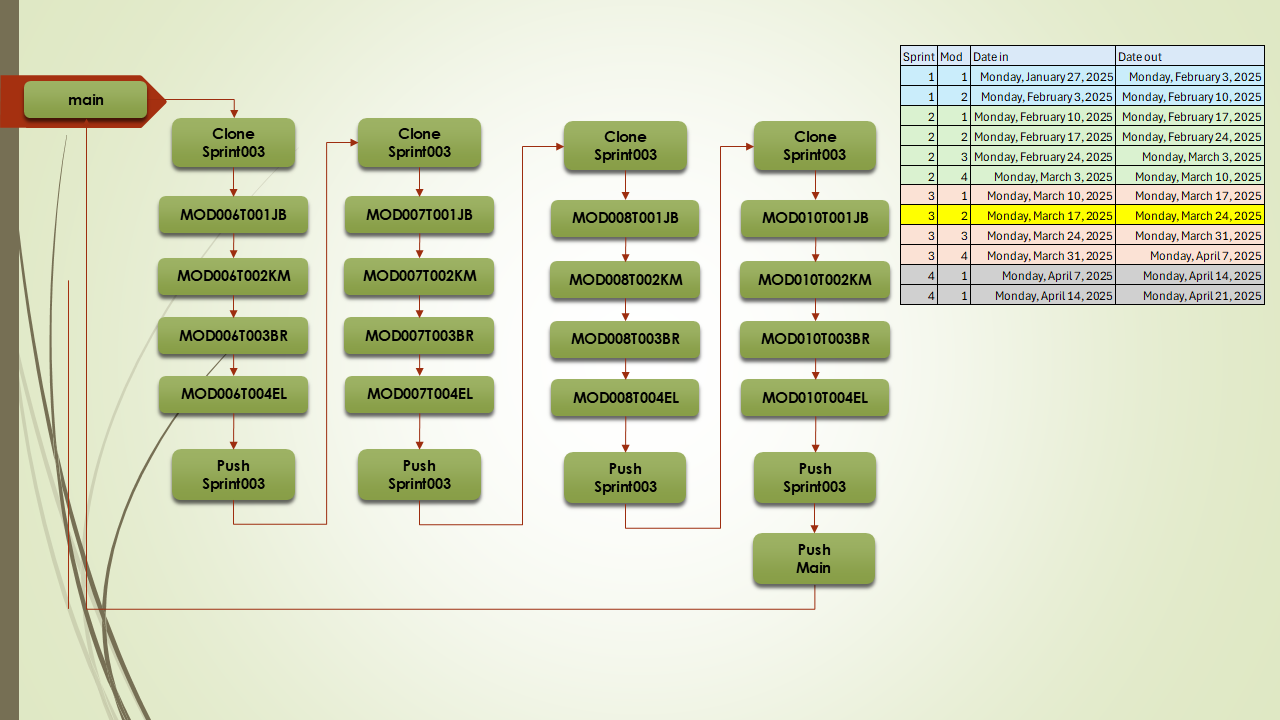 main
Clone
Sprint003
MOD006T001JB
MOD006T002KM
MOD006T003BR
MOD006T004EL
Push
Sprint003
Clone
Sprint003
MOD007T001JB
MOD007T002KM
MOD007T003BR
MOD007T004EL
Push
Sprint003
Clone
Sprint003
MOD008T001JB
MOD008T002KM
MOD008T003BR
MOD008T004EL
Push
Sprint003
Clone
Sprint003
MOD010T001JB
MOD010T002KM
MOD010T003BR
MOD010T004EL
Push
Sprint003
Push
Main
Sprint Mod Date in Date out
1 1 Monday, January 27, 2025 Monday, February 3, 2025
1 2 Monday, February 3, 2025 Monday, February 10, 2025
2 1 Monday, February 10, 2025 Monday, February 17, 2025
2 2 Monday, February 17, 2025 Monday, February 24, 2025
2 3 Monday, February 24, 2025 Monday, March 3, 2025
2 4 Monday, March 3, 2025 Monday, March 10, 2025
3 1 Monday, March 10, 2025 Monday, March 17, 2025
3 2 Monday, March 17, 2025 Monday, March 24, 2025
3 3 Monday, March 24, 2025 Monday, March 31, 2025
3 4 Monday, March 31, 2025 Monday, April 7, 2025
4 1 Monday, April 7, 2025 Monday, April 14, 2025
4 1 Monday, April 14, 2025 Monday, April 21, 2025